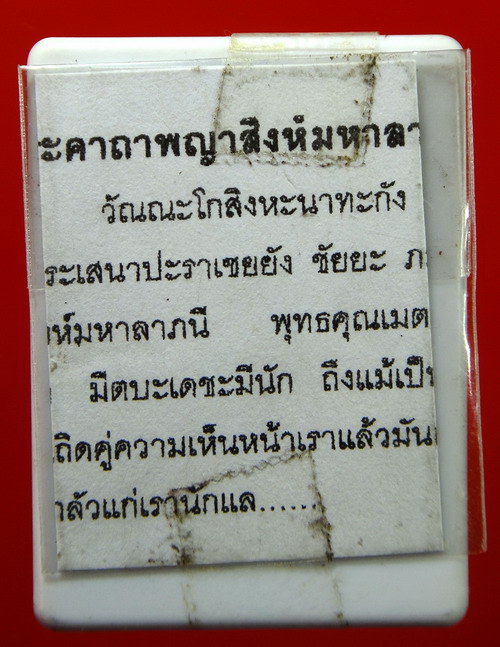 ะคาถาพญาสิงห์มหาลา
วัณณะโกสิงหะนาทะกัง
ระเสนาปะราเชยยัง ชัยยะ ภ
ห์มหาลาภนี พุทธคุณเมต
มีตบะเดชะมีนัก ถึงแม้เป็น
ถิดคู่ความเห็นหน้าเราแล้วมัน
ลัวแก่เรานักแล......